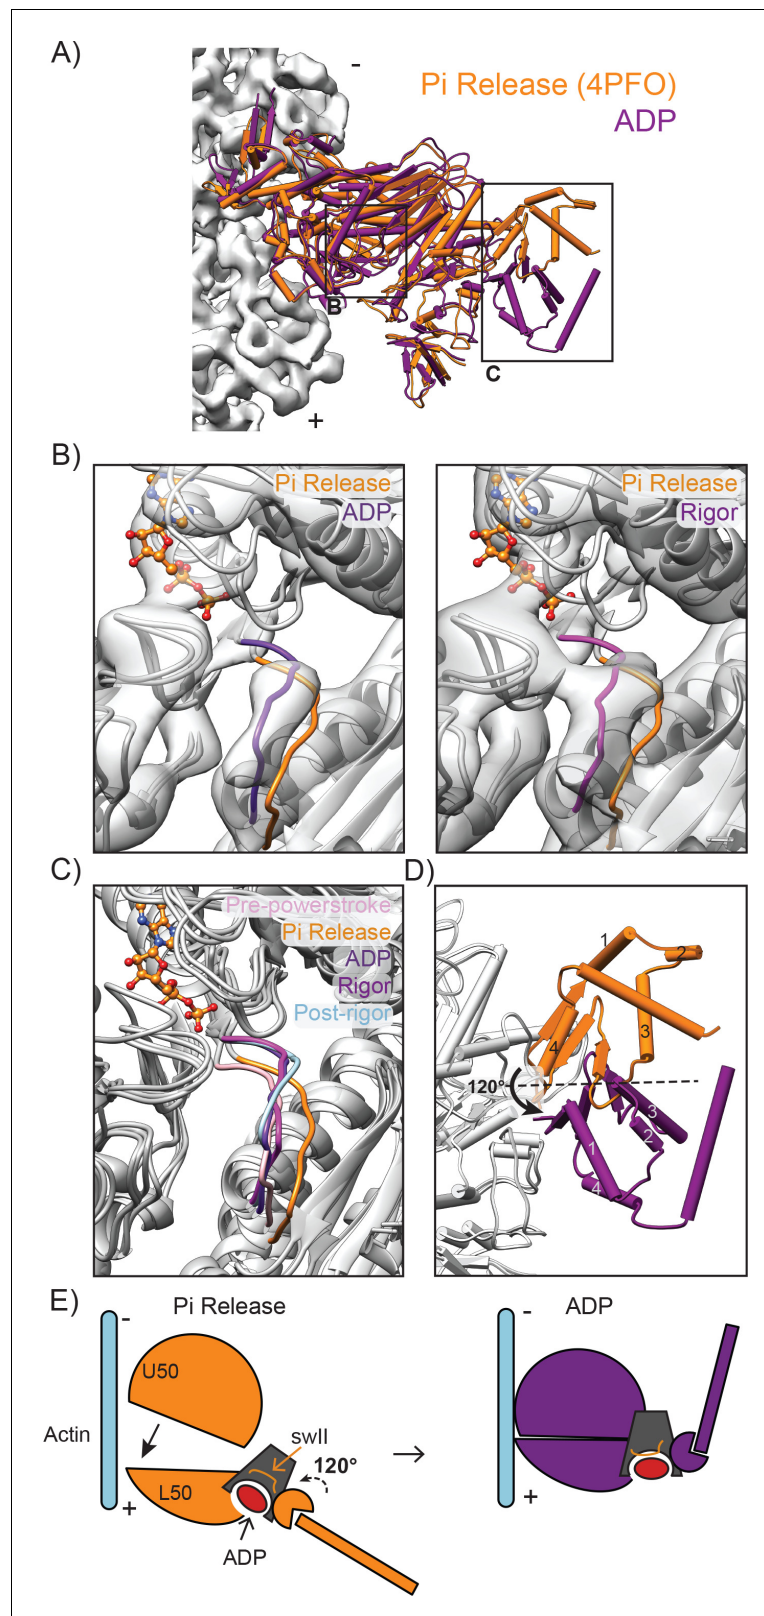 A)
-
Pi Release (4PFO)
ADP
B
C
+
B)
Pi Release
ADP
Pi Release
Rigor
C)
Pre-powerstroke
Pi Release
ADP
Rigor
Post-rigor
D)
1
2
3
4
120°
3
2
1
4
E)
Pi Release
ADP
-
U50
Actin
L50
+
swII
120°
ADP
-
+